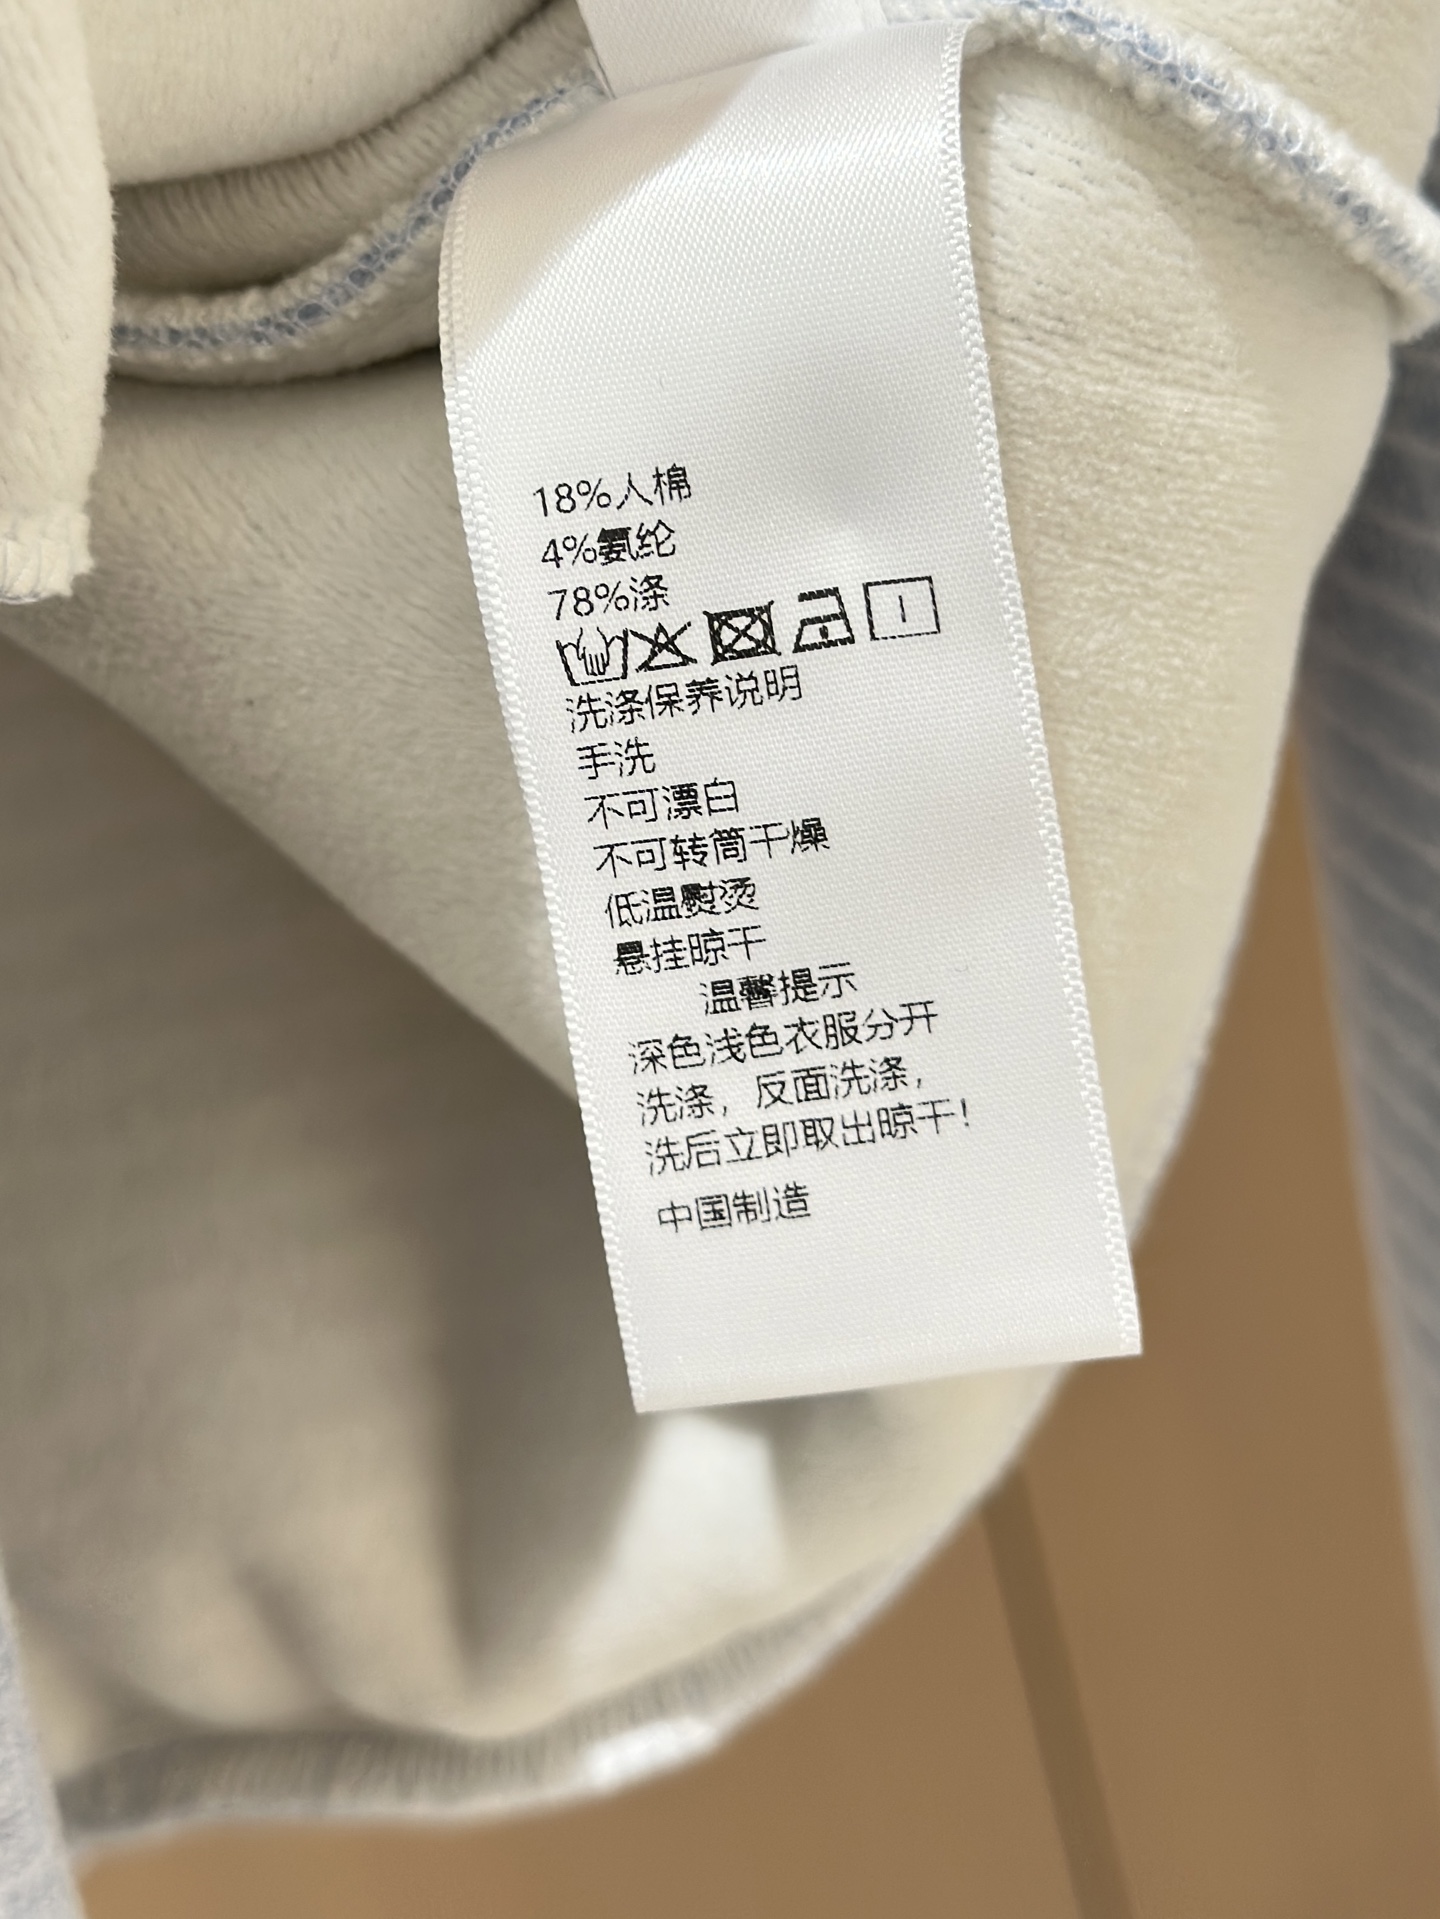 18%人棉
4%氨纶
78%涤
洗涤保养说明
手洗
不可漂白
不可转筒干燥
低温熨烫
悬挂晾干
温馨提示
深色浅色衣服分开
洗涤，反面洗涤，
洗后立即取出晾干！
中国制造